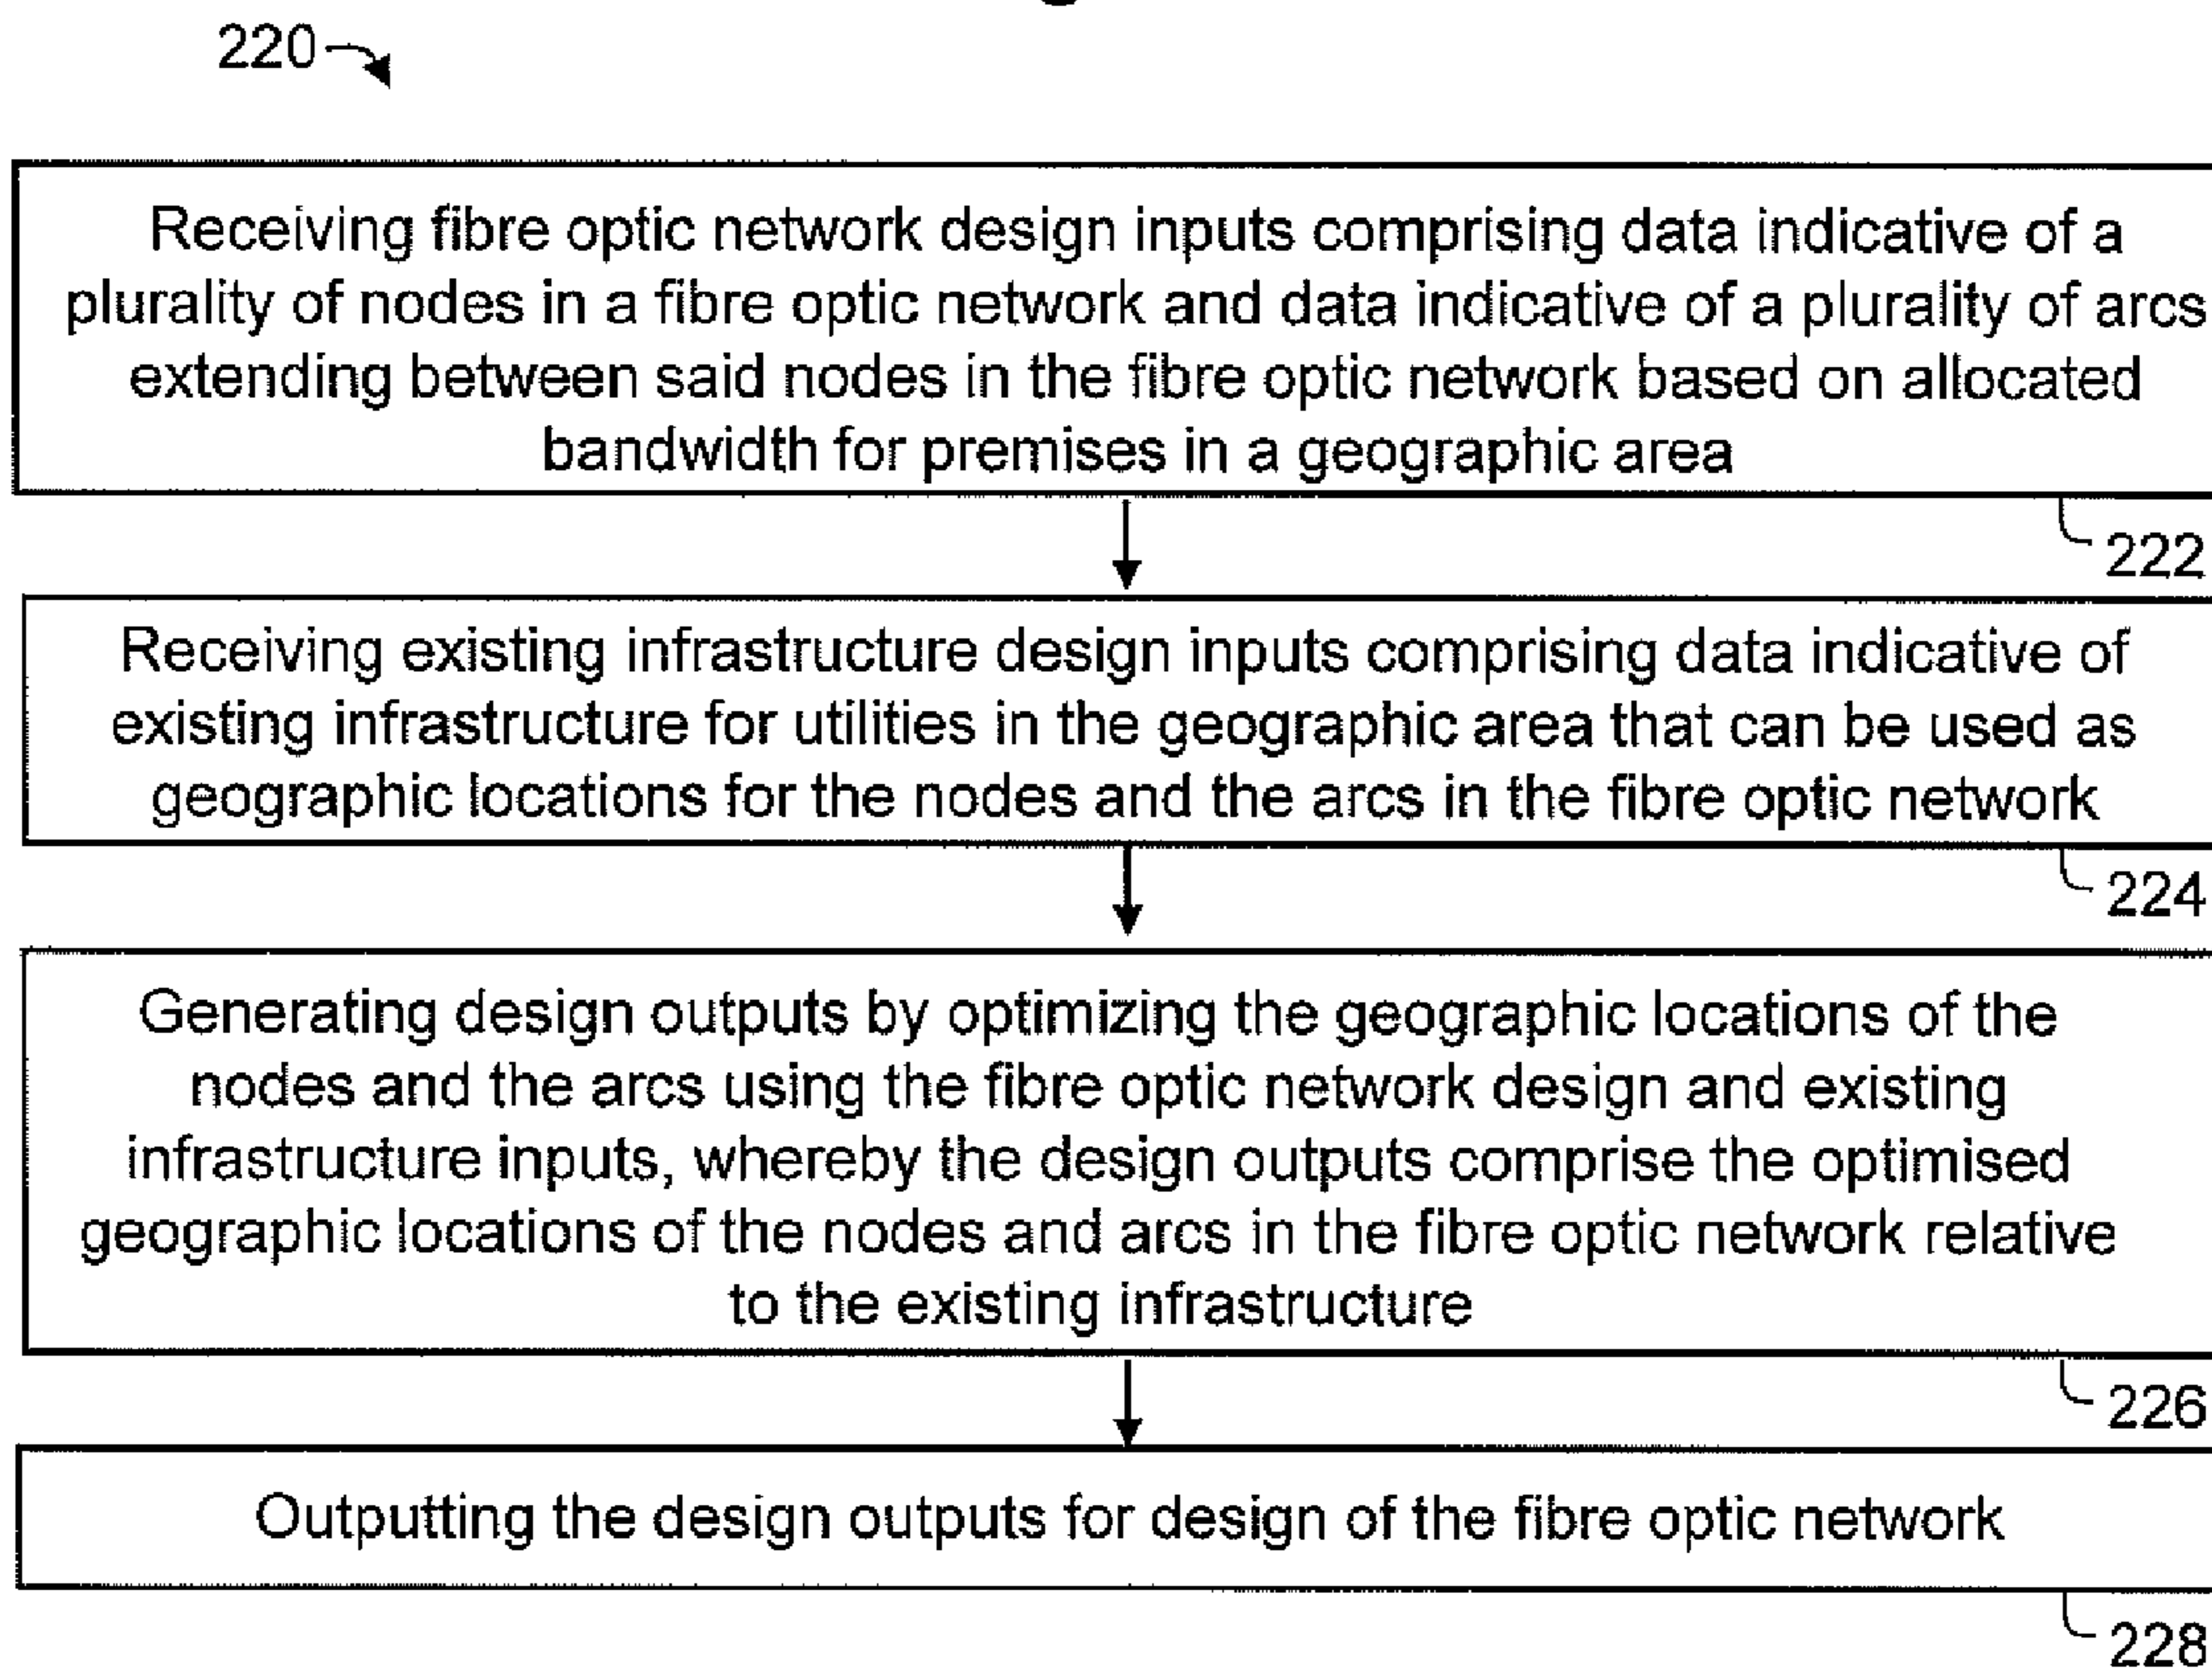 220
Receiving fibre optic network design inputs comprising data indicative of a
plurality of nodes in a fibre optic network and data indicative of a plurality of arcs
extending between said nodes in the fibre optic network based on allocated
bandwidth for premises in a geographic area
222
Receiving existing infrastructure design inputs comprising data indicative of
existing infrastructure for utilities in the geographic area that can be used as
geographic locations for the nodes and the arcs in the fibre optic network
224
Generating design outputs by optimizing the geographic locations of the
nodes and the arcs using the fibre optic network design and existing
infrastructure inputs, whereby the design outputs comprise the optimised
geographic locations of the nodes and arcs in the fibre optic network relative
to the existing infrastructure
226
Outputting the design outputs for design of the fibre optic network
228